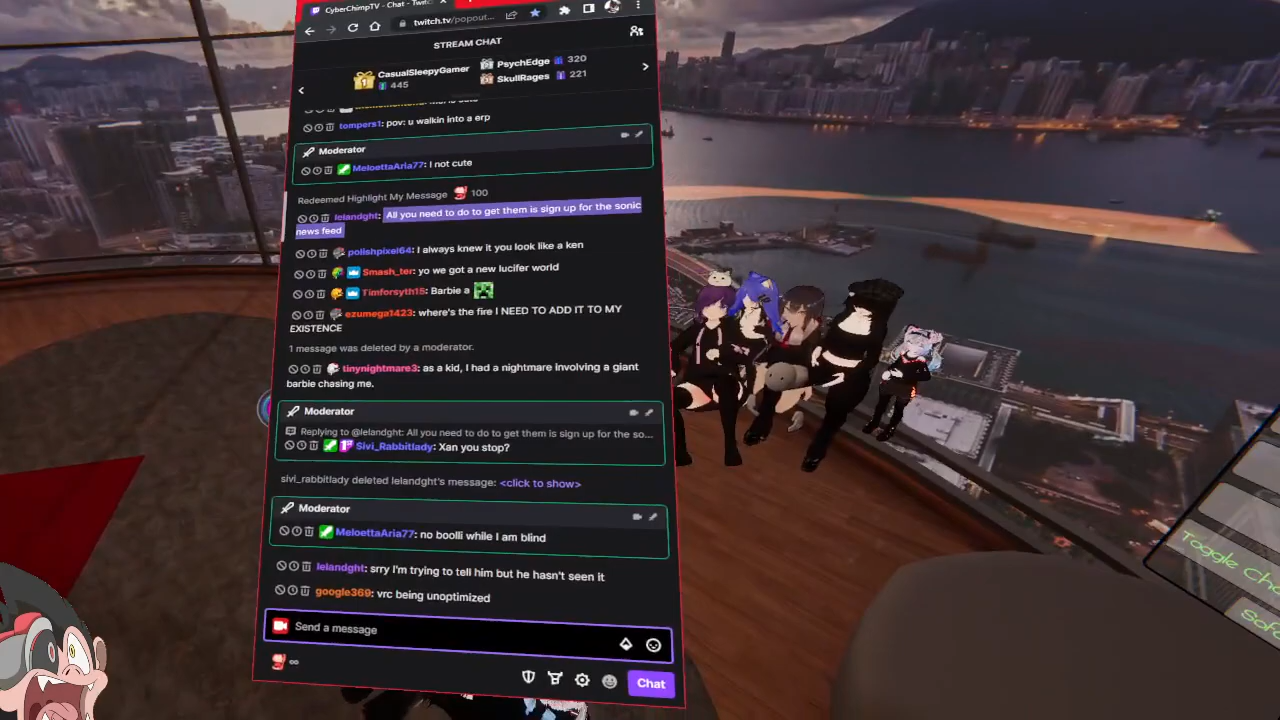 CyberChimpTV - Chat - Twitc
twitch.tv/popout...
STREAM CHAT
CasualSleepyGamer
445
PsychEdge 320
SkullRages 221
tompers1: pov: u walkin into a erp
Moderator
MeloettaAria77: I not cute
Redeemed Highlight My Message 100
lelandght: All you need to do to get them is sign up for the sonic
news feed
polishpixel64: I always knew it you look like a ken
Smash_ter: yo we got a new lucifer world
Timforsyth15: Barbie a
ezumega1423: where's the fire I NEED TO ADD IT TO MY
EXISTENCE
1 message was deleted by a moderator.
tinynightmare3: as a kid, I had a nightmare involving a giant
barbie chasing me.
Moderator
Replying to @lelandght: All you need to do to get them is sign up for the so...
Sivi_Rabbitlady: Xan you stop?
sivi_rabbitlady deleted lelandght's message: <click to show>
Moderator
MeloettaAria77: no boolli while I am blind
lelandght: srry I'm trying to tell him but he hasn't seen it
google369: vrc being unoptimized
Send a message
∞
Chat
Toggle Cha
Sofa